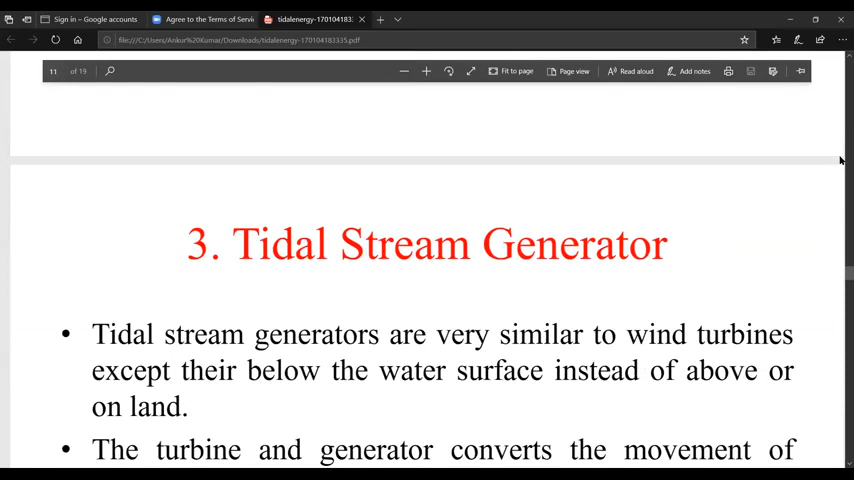 Sign in – Google accounts
Agree to the Terms of Servi
tidalenergy-170104183:
file:///C:/Users/Ankur%20Kumar/Downloads/tidalenergy-170104183335.pdf
11 of 19 Fit to page Page view Read aloud Add notes
3. Tidal Stream Generator
• Tidal stream generators are very similar to wind turbines
except their below the water surface instead of above or
on land.
• The turbine and generator converts the movement of